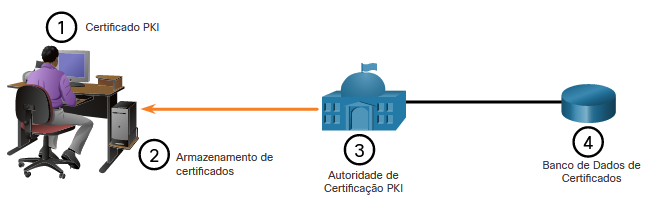 1
Certificado PKI
2
Armazenamento de
certificados
3
Autoridade de
Certificação PKI
4
Banco de Dados de
Certificados